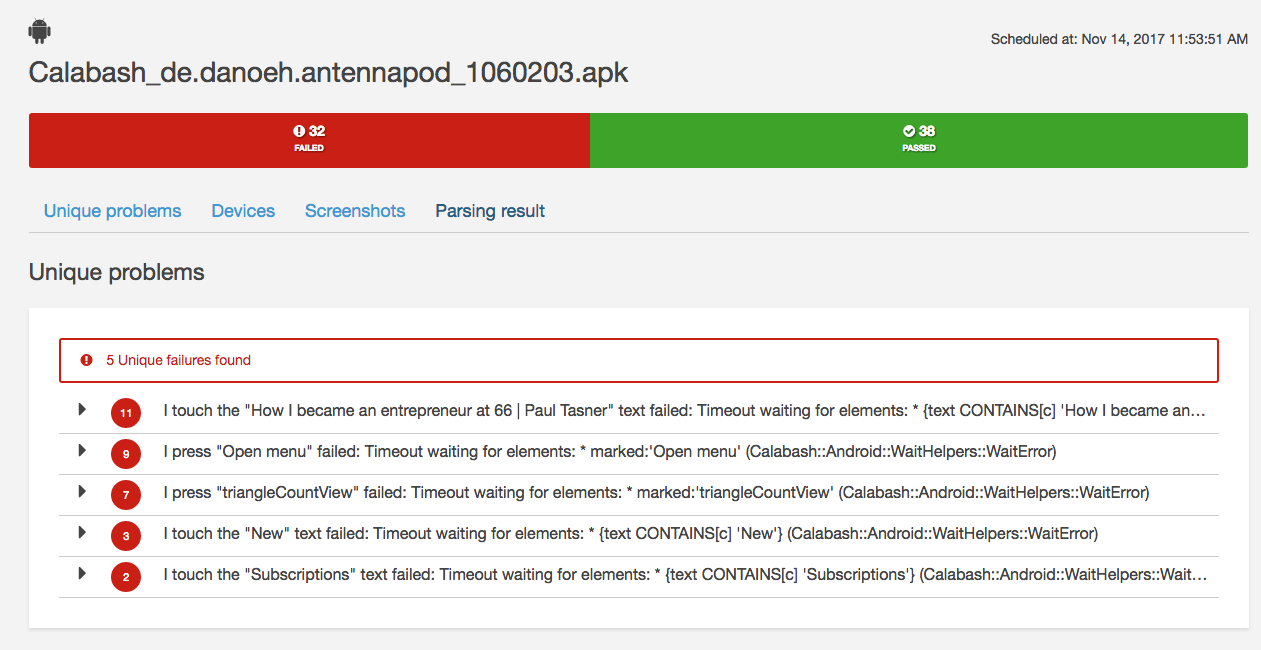 Scheduled at: Nov 14, 2017 11:53:51 AM
Calabash_de.danoeh.antennapod_1060203.apk
32
FAILED
38
PASSED
Unique problems Devices Screenshots Parsing result
Unique problems
5 Unique failures found
11 I touch the "How I became an entrepreneur at 66 | Paul Tasner" text failed: Timeout waiting for elements: * {text CONTAINS[c] 'How I became an...
9 I press "Open menu" failed: Timeout waiting for elements: * marked:'Open menu' (Calabash::Android::WaitHelpers::WaitError)
7 I press "triangleCountView" failed: Timeout waiting for elements: * marked:'triangleCountView' (Calabash::Android::WaitHelpers::WaitError)
3 I touch the "New" text failed: Timeout waiting for elements: * {text CONTAINS[c] 'New'} (Calabash::Android::WaitHelpers::WaitError)
2 I touch the "Subscriptions" text failed: Timeout waiting for elements: * {text CONTAINS[c] 'Subscriptions'} (Calabash::Android::WaitHelpers::Wait...